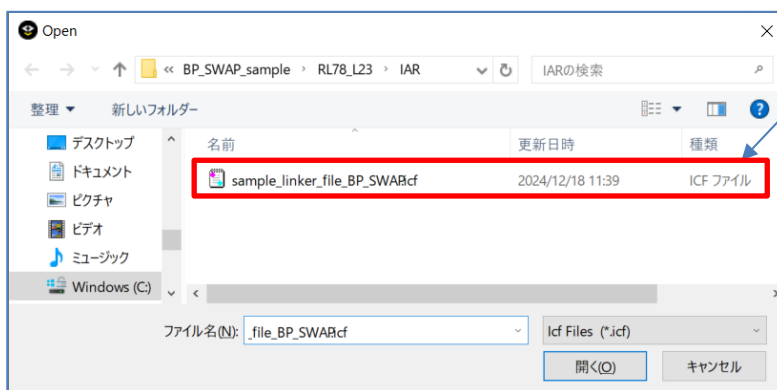 Open
« BP_SWAP_sample › RL78_L23 › IAR
IARの検索
整理 新しいフォルダー
名前 更新日時 種類
デスクトップ
sample_linker_file_BP_SWAP.icf 2024/12/18 11:39 ICF ファイル
ドキュメント
ピクチャ
ビデオ
ミュージック
Windows (C:)
ファイル名(N): _file_BP_SWAP.icf Icf Files (*.icf)
開く(O) キャンセル